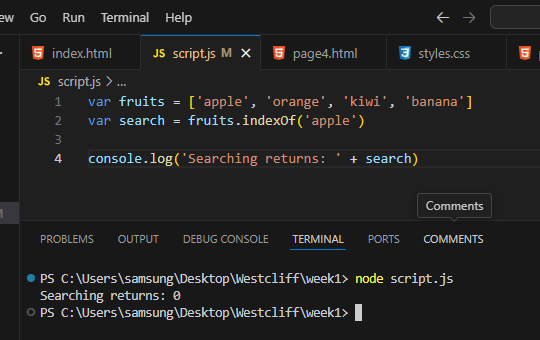 Go Run Terminal Help
index.html JS script.js M page4.html styles.css
JS script.js > ...
1 var fruits = ['apple', 'orange', 'kiwi', 'banana']
2 var search = fruits.indexOf('apple')
3
4 console.log('Searching returns: ' + search)
Comments
PROBLEMS OUTPUT DEBUG CONSOLE TERMINAL PORTS COMMENTS
PS C:\Users\samsung\Desktop\Westcliff\week1> node script.js
Searching returns: 0
PS C:\Users\samsung\Desktop\Westcliff\week1>